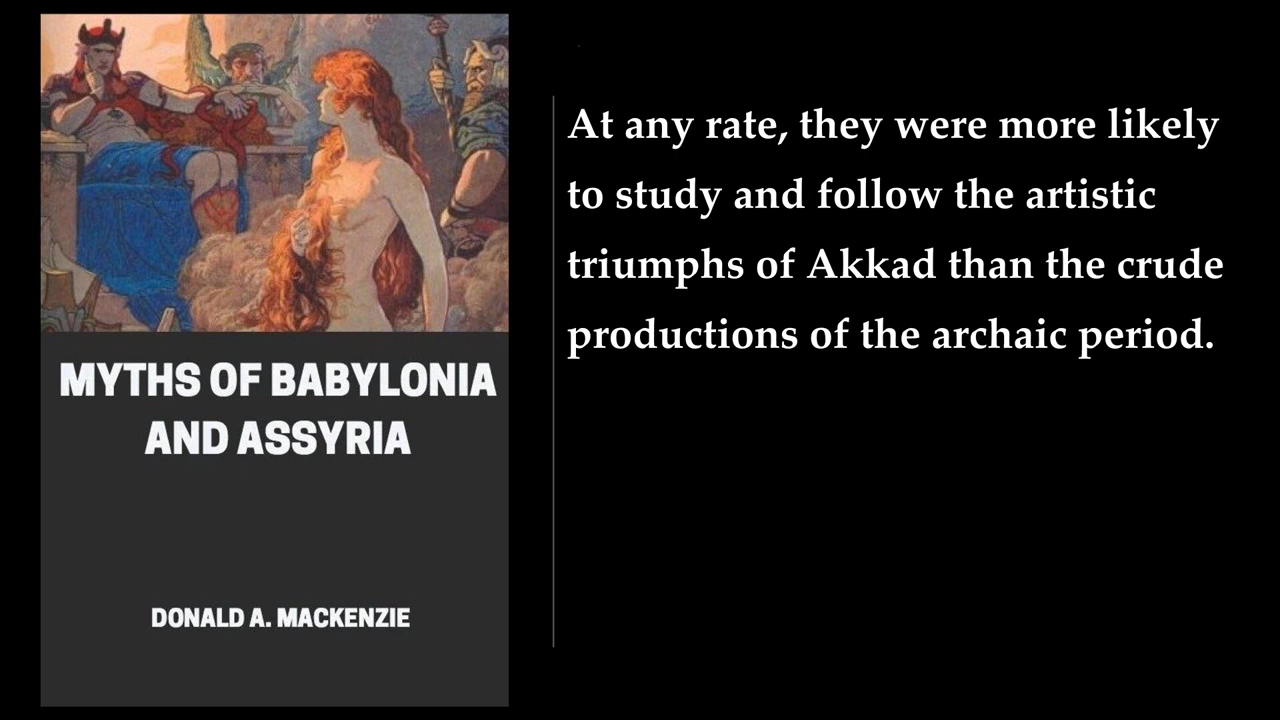 MYTHS OF BABYLONIA
AND ASSYRIA
DONALD A. MACKENZIE
At any rate, they were more likely
to study and follow the artistic
triumphs of Akkad than the crude
productions of the archaic period.